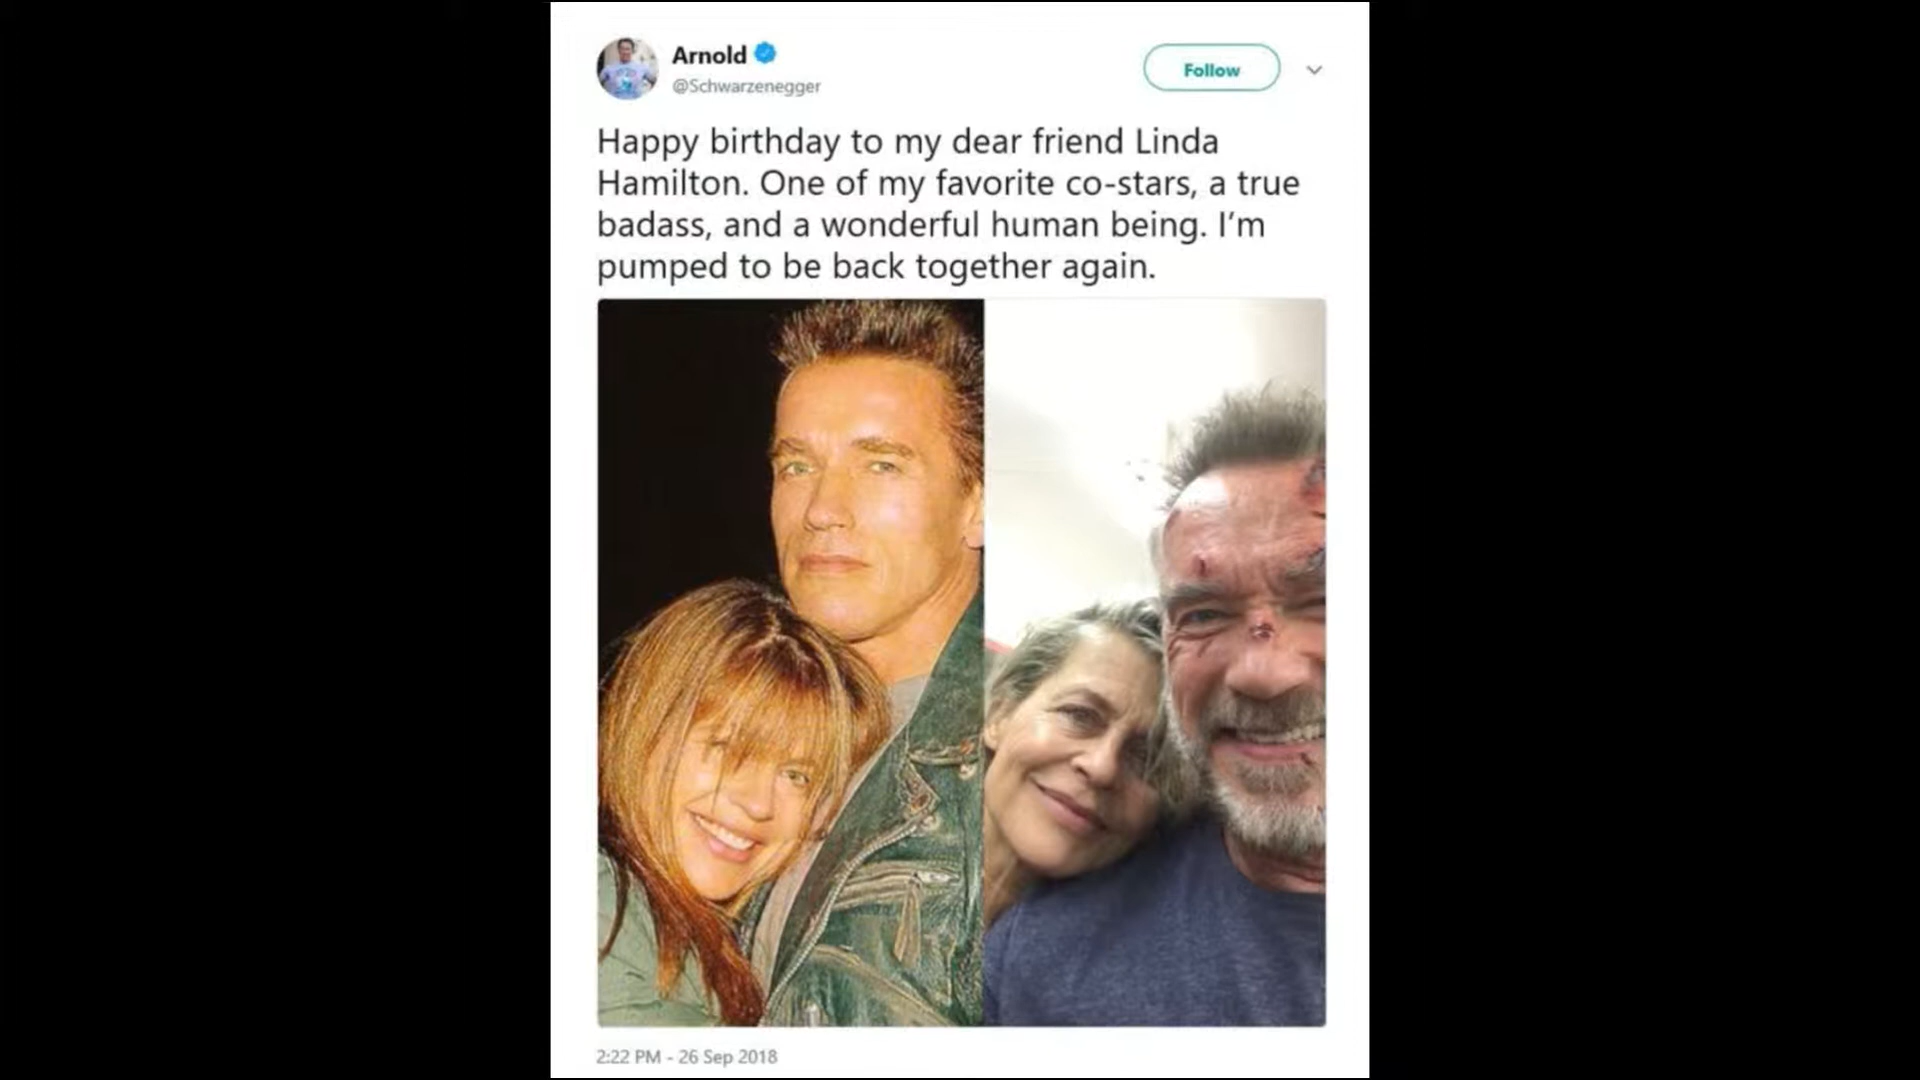 Arnold
@Schwarzenegger
Follow
Happy birthday to my dear friend Linda
Hamilton. One of my favorite co-stars, a true
badass, and a wonderful human being. I’m
pumped to be back together again.
2:22 PM - 26 Sep 2018